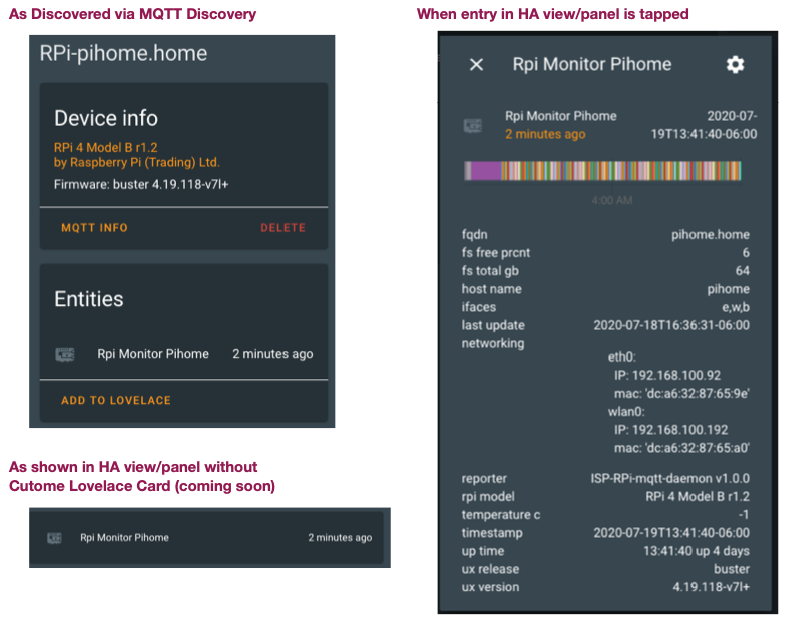 As Discovered via MQTT Discovery
RPi-pihome.home
Device info
RPi 4 Model B r1.2
by Raspberry Pi (Trading) Ltd.
Firmware: buster 4.19.118-v7l+
MQTT INFO DELETE
Entities
Rpi Monitor Pihome 2 minutes ago
ADD TO LOVELACE
As shown in HA view/panel without
Cutome Lovelace Card (coming soon)
Rpi Monitor Pihome 2 minutes ago
When entry in HA view/panel is tapped
Rpi Monitor Pihome
Rpi Monitor Pihome 2020-07-
2 minutes ago 19T13:41:40-06:00
4:00 AM
fqdn pihome.home
fs free prcnt 6
fs total gb 64
host name pihome
ifaces e,w,b
last update 2020-07-18T16:36:31-06:00
networking
eth0:
IP: 192.168.100.92
mac: 'dc:a6:32:87:65:9e'
wlan0:
IP: 192.168.100.192
mac: 'dc:a6:32:87:65:a0'
reporter ISP-RPi-mqtt-daemon v1.0.0
rpi model RPi 4 Model B r1.2
temperature c -1
timestamp 2020-07-19T13:41:40-06:00
up time 13:41:40 up 4 days
ux release buster
ux version 4.19.118-v7l+